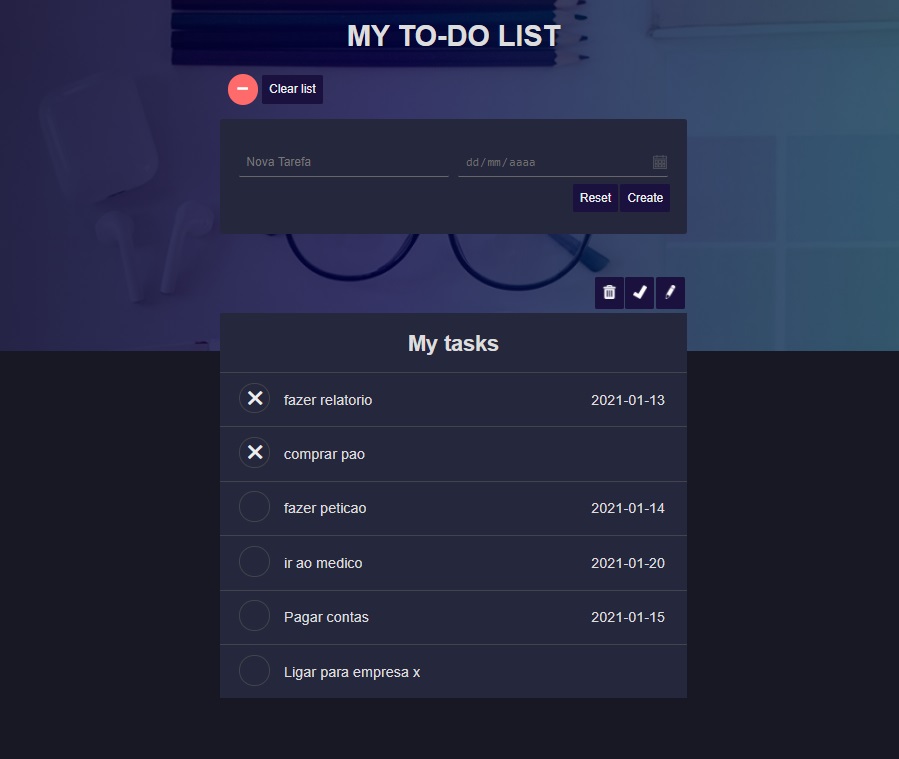 MY TO-DO LIST
Clear list
Nova Tarefa dd/mm/aaaa
Reset Create
My tasks
fazer relatorio 2021-01-13
comprar pao
fazer peticao 2021-01-14
ir ao medico 2021-01-20
Pagar contas 2021-01-15
Ligar para empresa x